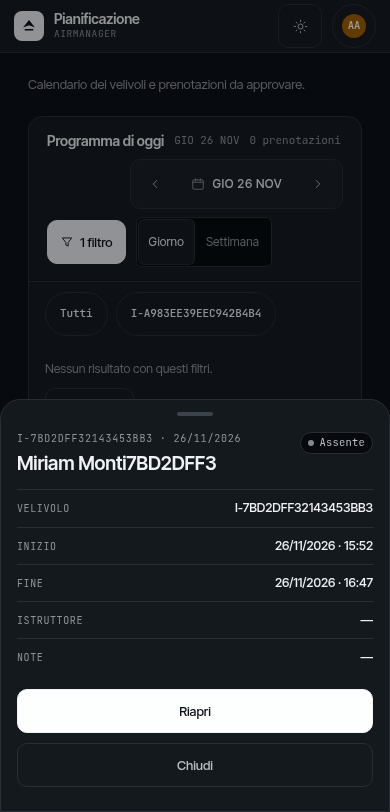 Pianificazione
AIRMANAGER
AA
Calendario dei velivoli e prenotazioni da approvare.
Programma di oggi GIO 26 NOV 0 prenotazioni
GIO 26 NOV
1 filtro Giorno Settimana
Tutti I-A983EE39EEC942B4B4
Nessun risultato con questi filtri.
I-7BD2DFF32143453BB3 · 26/11/2026
Assente
Miriam Monti7BD2DFF3
VELIVOLO I-7BD2DFF32143453BB3
INIZIO 26/11/2026 · 15:52
FINE 26/11/2026 · 16:47
ISTRUTTORE —
NOTE —
Riapri
Chiudi